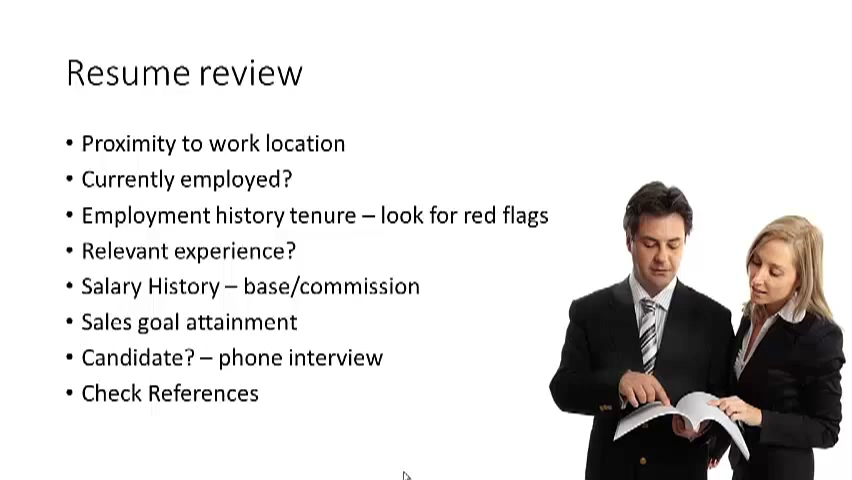 Resume review
• Proximity to work location
• Currently employed?
• Employment history tenure – look for red flags
• Relevant experience?
• Salary History – base/commission
• Sales goal attainment
• Candidate? – phone interview
• Check References